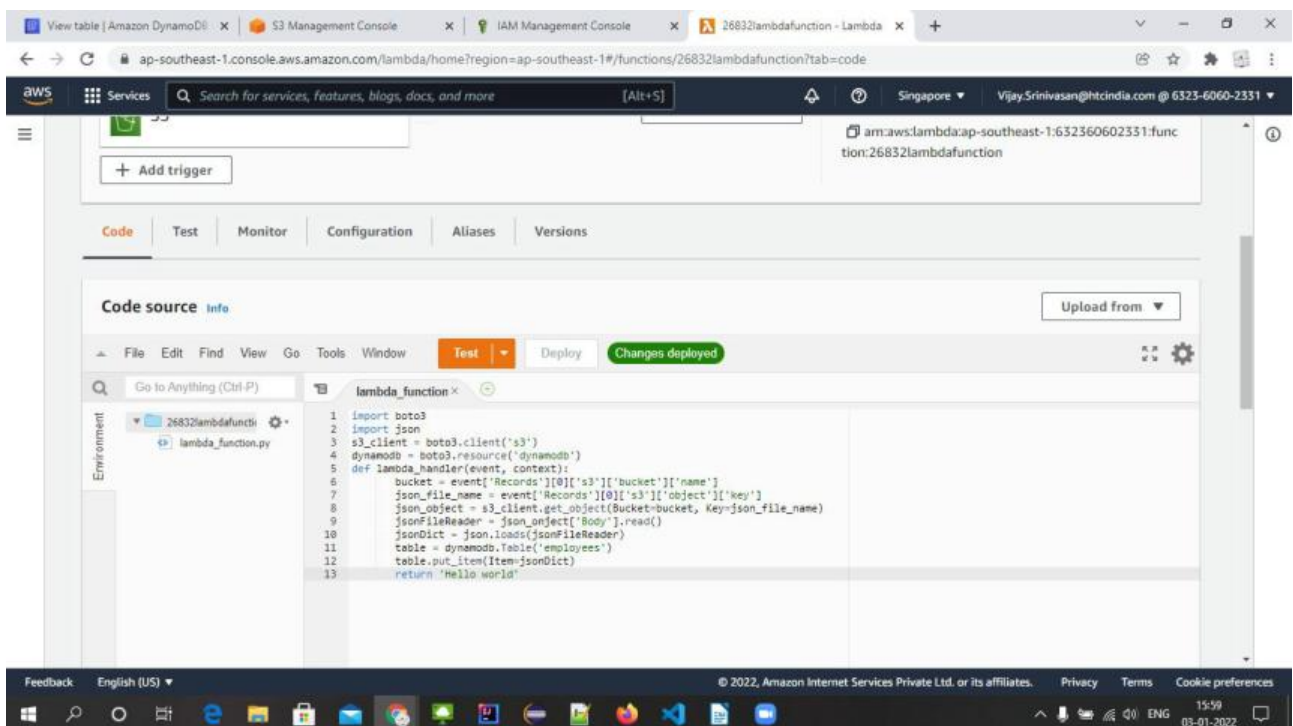 View table | Amazon DynamoDB
S3 Management Console
IAM Management Console
26832lambdafunction - Lambda
ap-southeast-1.console.aws.amazon.com/lambda/home?region=ap-southeast-1#/functions/26832lambdafunction?tab=code
aws
Services
Search for services, features, blogs, docs, and more
[Alt+S]
Singapore ▼
Vijay.Srinivasan@htcindia.com @ 6323-6060-2331 ▼
+ Add trigger
arn:aws:lambda:ap-southeast-1:632360602331:func
tion:26832lambdafunction
Code
Test
Monitor
Configuration
Aliases
Versions
Code source Info
Upload from ▼
File Edit Find View Go Tools Window
Test
Deploy
Changes deployed
Go to Anything (Ctrl-P)
lambda_function ×
Environment
26832lambdafuncti
lambda_function.py
1 import boto3
2 import json
3 s3_client = boto3.client('s3')
4 dynamodb = boto3.resource('dynamodb')
5 def lambda_handler(event, context):
6 bucket = event['Records'][0]['s3']['bucket']['name']
7 json_file_name = event['Records'][0]['s3']['object']['key']
8 json_object = s3_client.get_object(Bucket=bucket, Key=json_file_name)
9 jsonFileReader = json_onject['Body'].read()
10 jsonDict = json.loads(jsonFileReader)
11 table = dynamodb.Table('employees')
12 table.put_item(Item=jsonDict)
13 return 'Hello world'
Feedback
English (US) ▼
© 2022, Amazon Internet Services Private Ltd. or its affiliates.
Privacy
Terms
Cookie preferences
ENG
15:59
03-01-2022